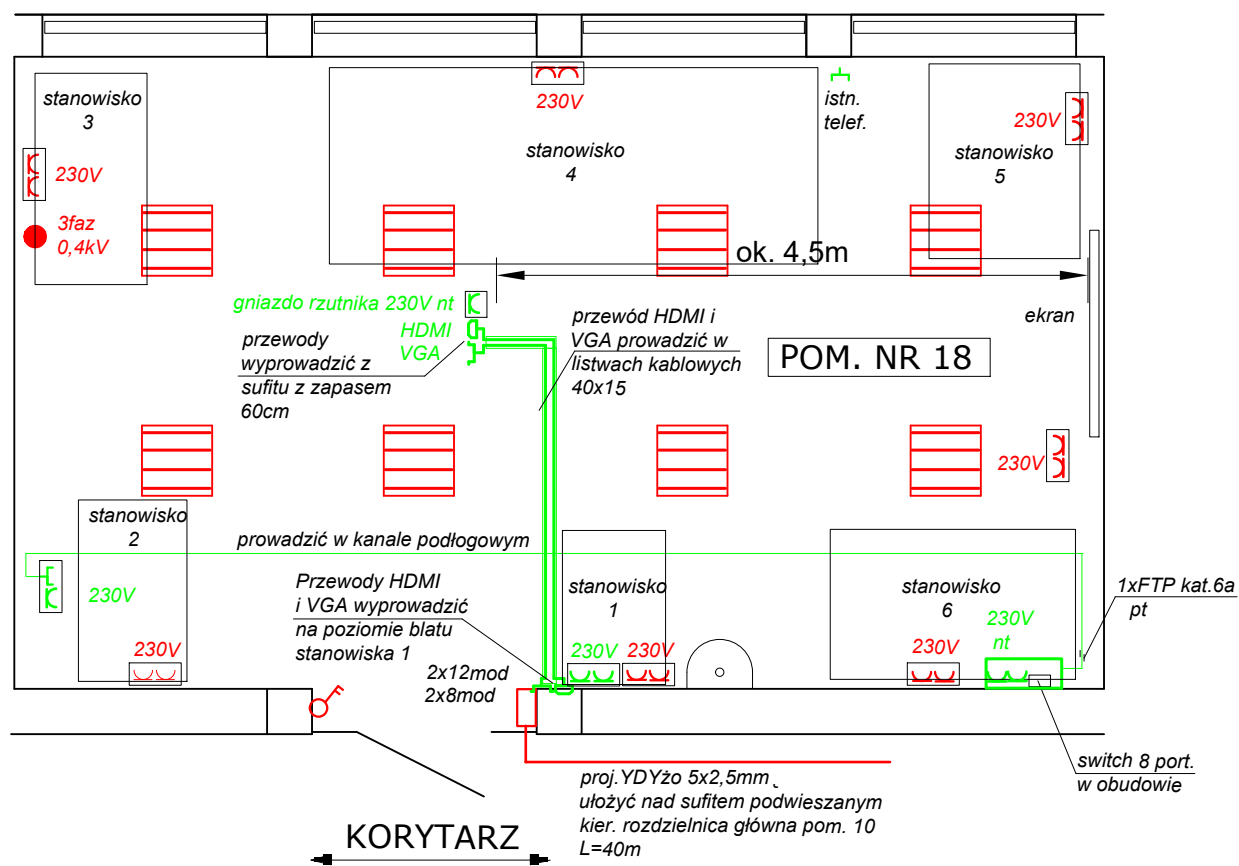 stanowisko
3
230V
3faz
0,4kV
230V
stanowisko
4
istn.
telef.
230V
stanowisko
5
ok. 4,5m
gniazdo rzutnika 230V nt
HDMI
VGA
przewody
wyprowadzić z
sufitu z zapasem
60cm
przewód HDMI i
VGA prowadzić w
listwach kablowych
40x15
POM. NR 18
ekran
230V
stanowisko
2
230V
230V
prowadzić w kanale podłogowym
Przewody HDMI
i VGA wyprowadzić
na poziomie blatu
stanowiska 1
2x12mod
2x8mod
stanowisko
1
230V
230V
stanowisko
6
230V
230V
nt
1xFTP kat.6a
pt
switch 8 port.
w obudowie
proj.YDYżo 5x2,5mm
ułożyć nad sufitem podwieszanym
kier. rozdzielnica główna pom. 10
L=40m
KORYTARZ